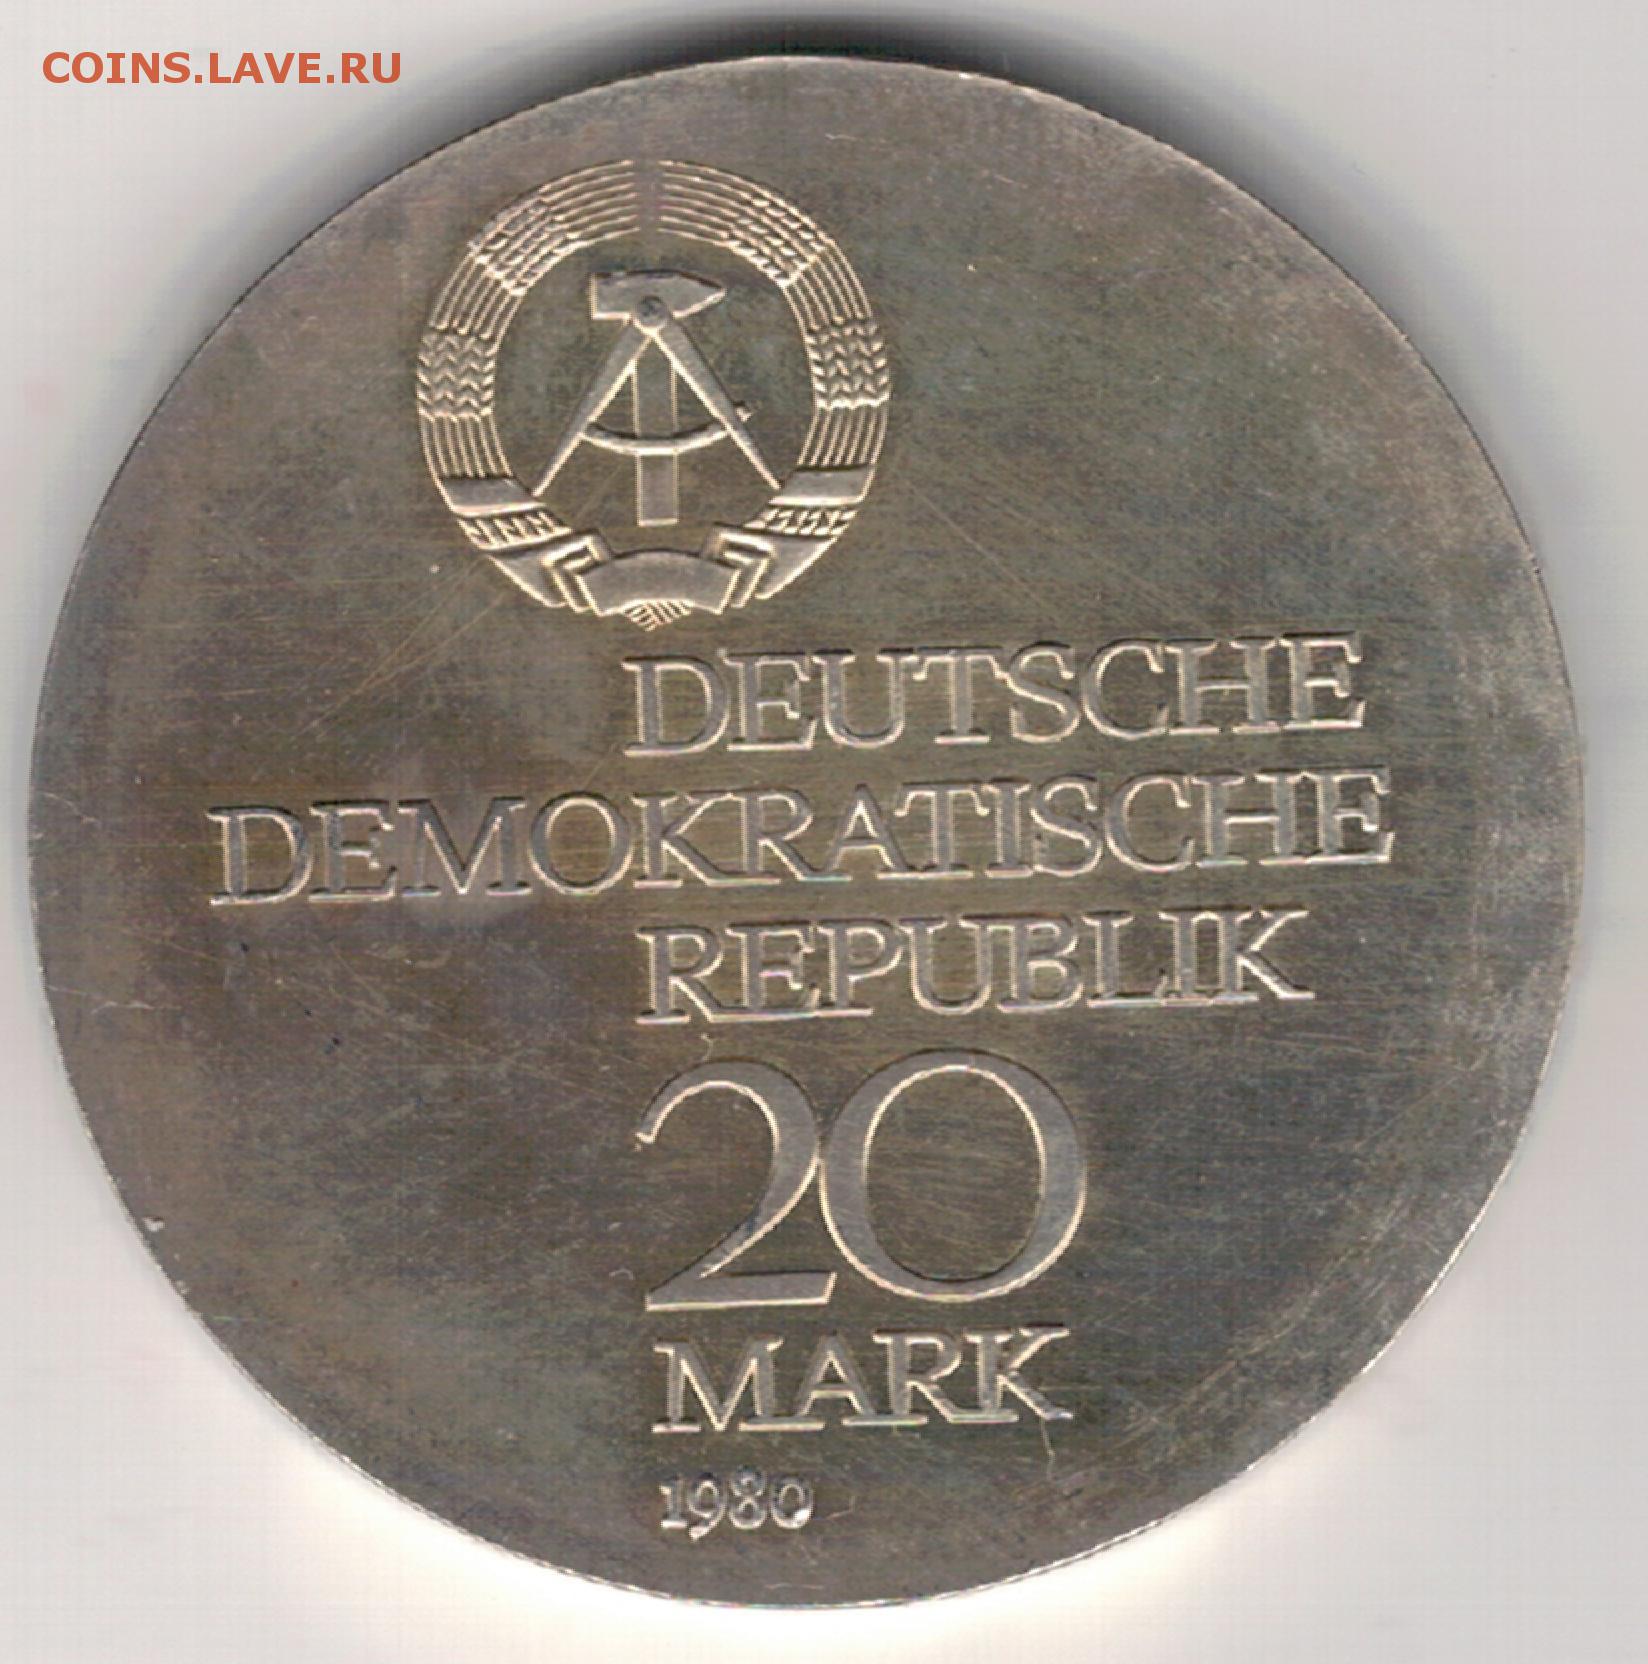 COINS.LAVE.RU
DEUTSCHE
DEMOKRATISCHE
REPUBLIK
20
MARK
1980